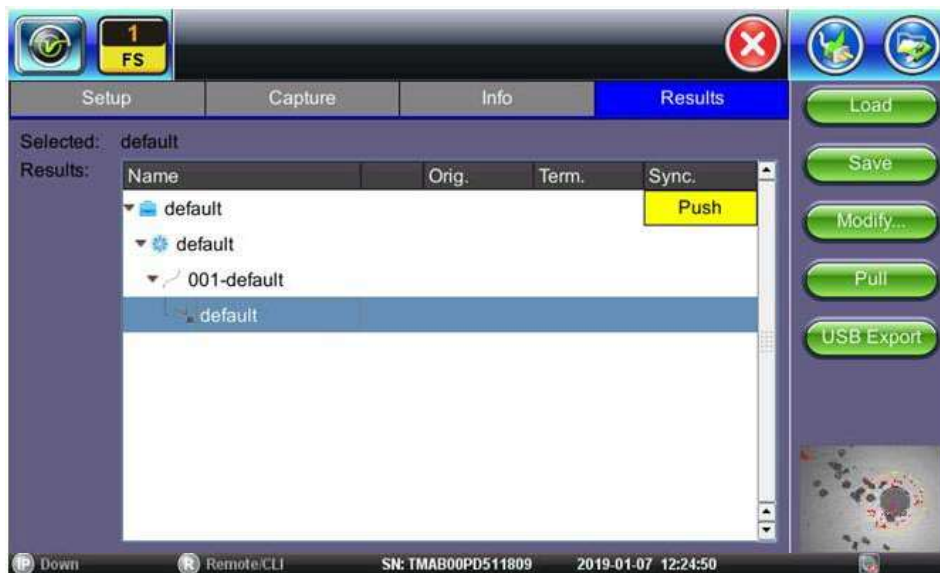 1
FS
Setup Capture Info Results
Load
Selected: default
Results:
Name Orig. Term. Sync.
Save
default Push
Modify...
default
001-default
Pull
default
USB Export
IP Down R Remote/CLI SN: TMAB00PD511809 2019-01-07 12:24:50